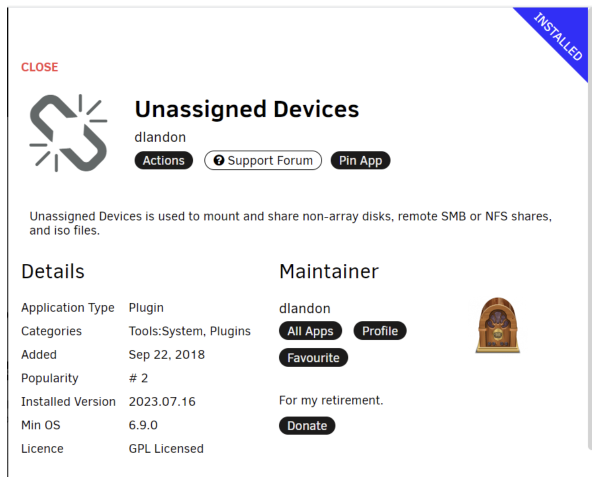 INSTALLED
CLOSE
Unassigned Devices
dlandon
Actions
Support Forum
Pin App
Unassigned Devices is used to mount and share non-array disks, remote SMB or NFS shares,
and iso files.
Details
Application Type Plugin
Categories Tools:System, Plugins
Added Sep 22, 2018
Popularity # 2
Installed Version 2023.07.16
Min OS 6.9.0
Licence GPL Licensed
Maintainer
dlandon
All Apps
Profile
Favourite
For my retirement.
Donate